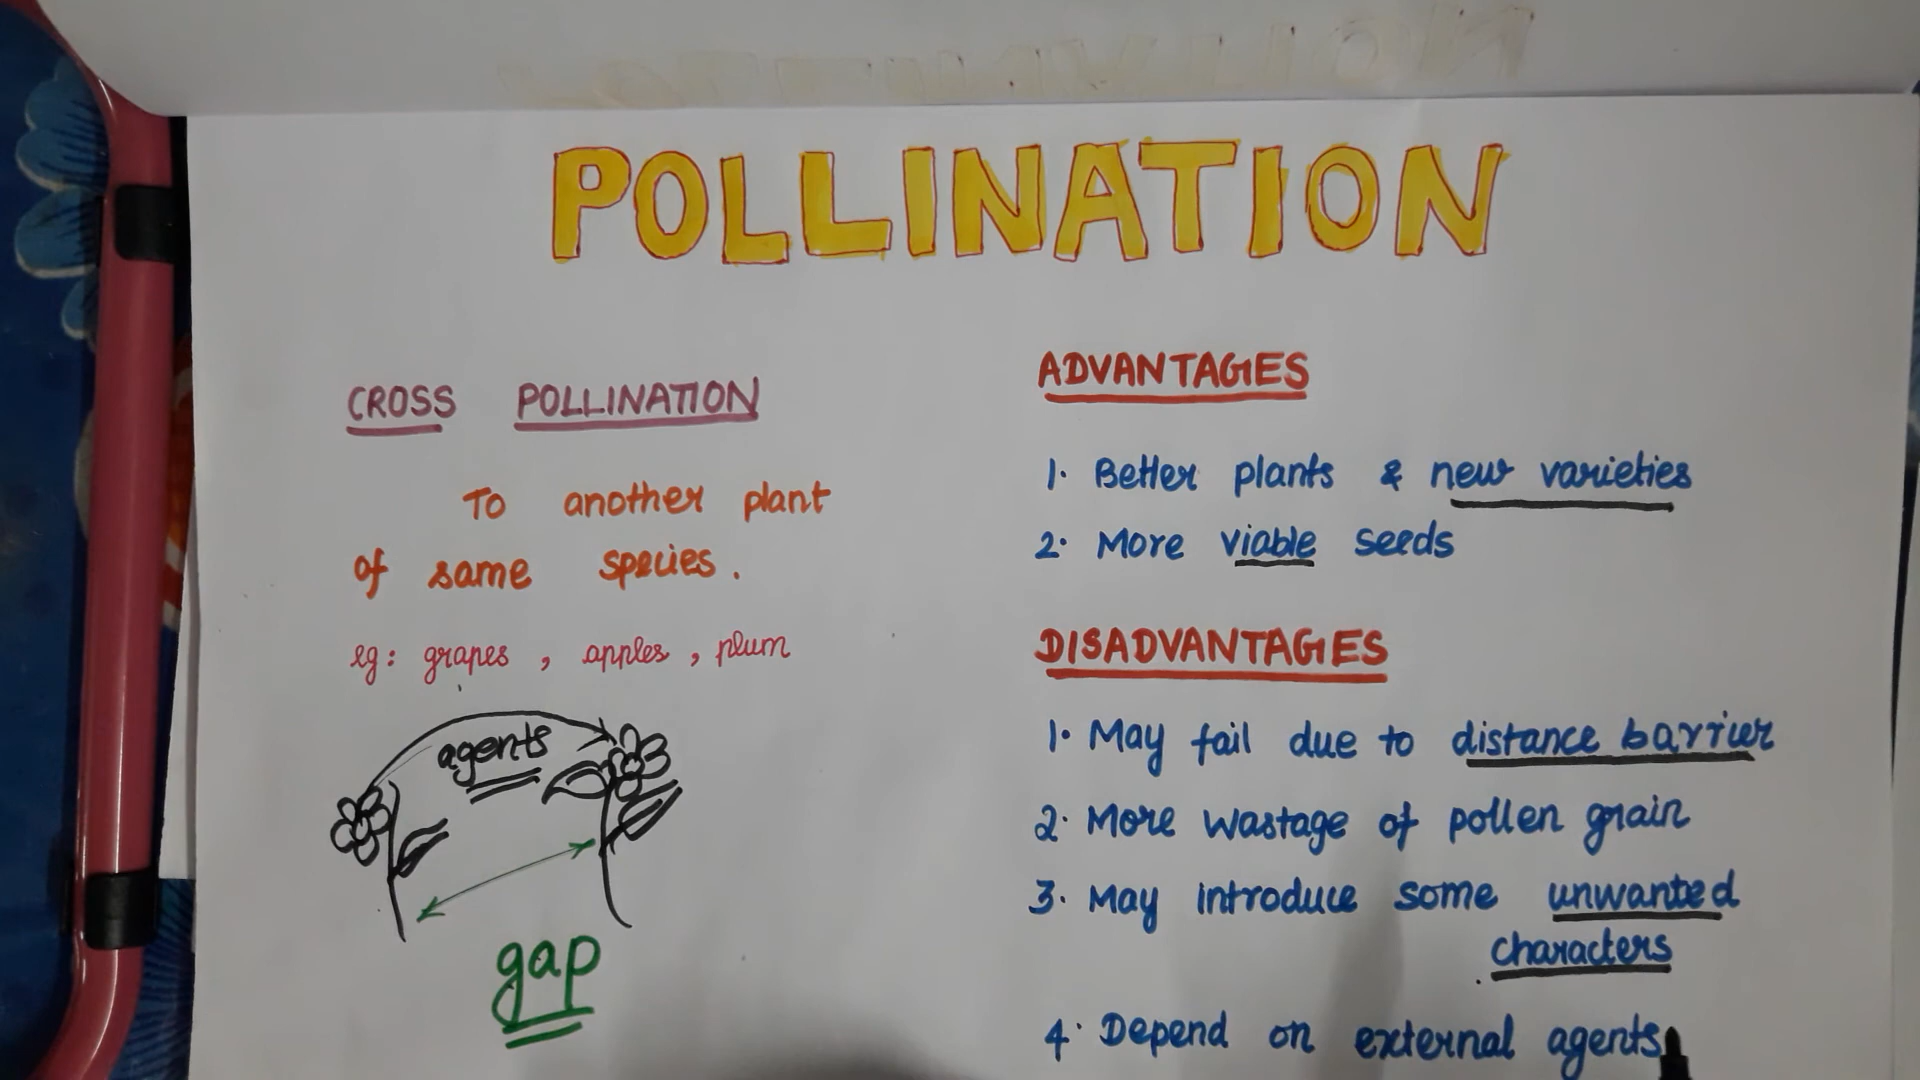 POLLINATION
CROSS POLLINATION
To another plant
of same species.
eg: grapes, apples, plum
agents
gap
ADVANTAGES
1. Better plants & new varieties
2. More viable seeds
DISADVANTAGES
1. May fail due to distance barrier
2. More wastage of pollen grain
3. May introduce some unwanted
characters
4. Depend on external agents